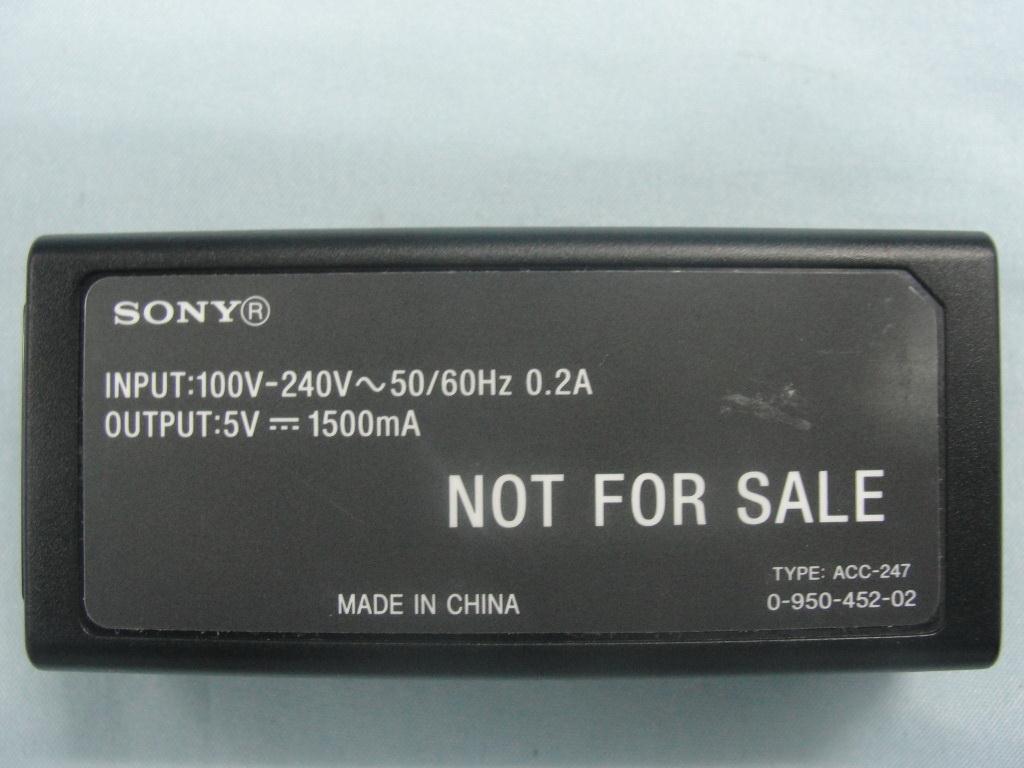 SONY®
INPUT:100V-240V～50/60Hz 0.2A
OUTPUT:5V ⎓ 1500mA
NOT FOR SALE
TYPE: ACC-247
MADE IN CHINA
0-950-452-02